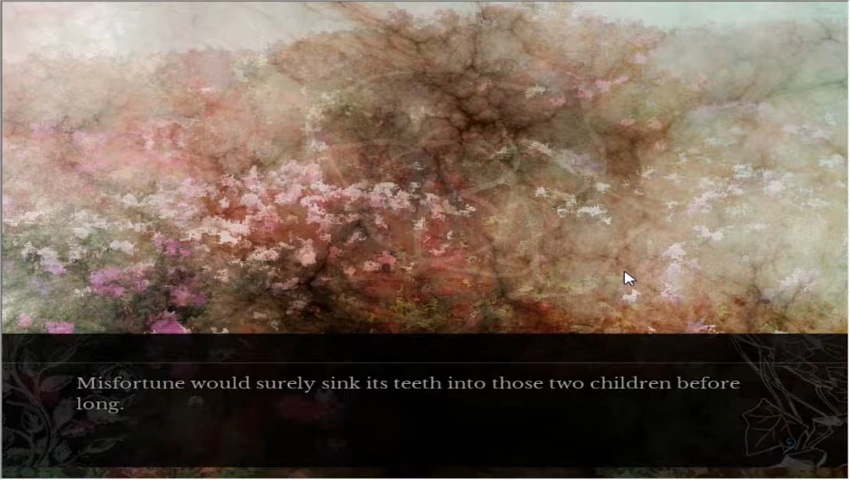 Misfortune would surely sink its teeth into those two children before
long.